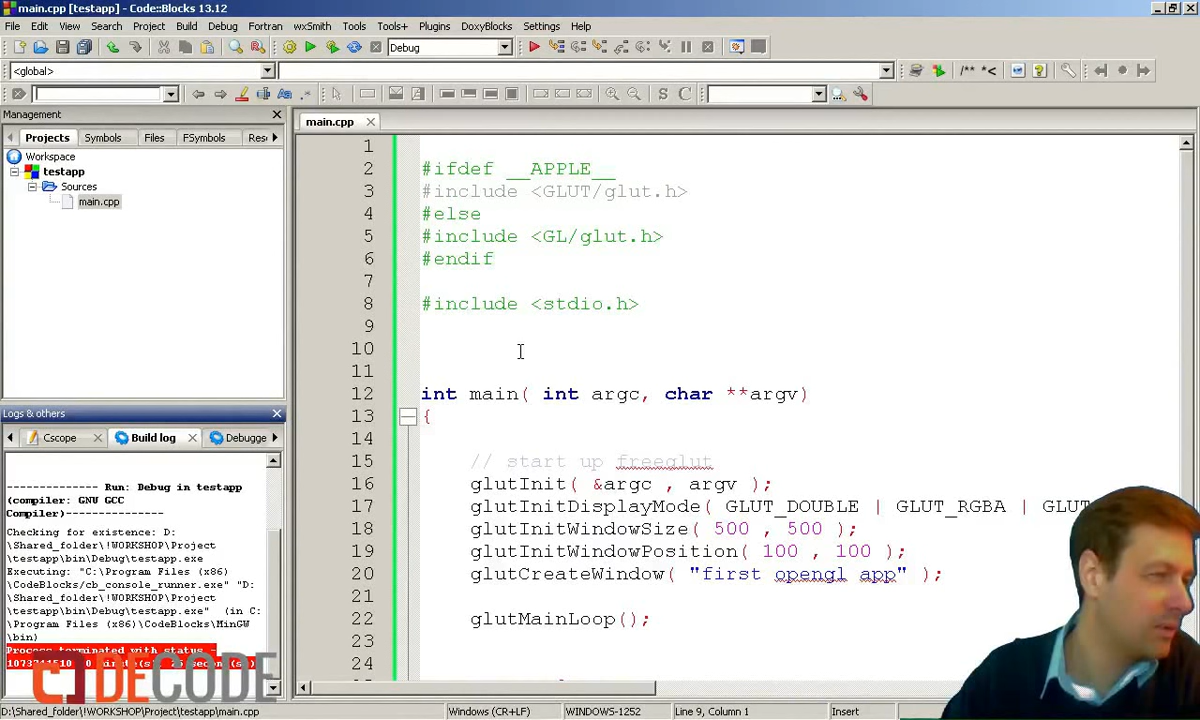 main.cpp [testapp] - Code::Blocks 13.12
File Edit View Search Project Build Debug Fortran wxSmith Tools Tools+ Plugins DoxyBlocks Settings Help
Debug
<global>
/** *<
S C
Management
main.cpp
Projects Symbols Files FSymbols Resc
Workspace
testapp
Sources
main.cpp
1
2 #ifdef __APPLE__
3 #include <GLUT/glut.h>
4 #else
5 #include <GL/glut.h>
6 #endif
7
8 #include <stdio.h>
9
10
11
12 int main( int argc, char **argv)
13 {
14
15 // start up freeglut
16 glutInit( &argc , argv );
17 glutInitDisplayMode( GLUT_DOUBLE | GLUT_RGBA | GLUT
18 glutInitWindowSize( 500 , 500 );
19 glutInitWindowPosition( 100 , 100 );
20 glutCreateWindow( "first opengl app" );
21
22 glutMainLoop();
23
24
Logs & others
Cscope Build log Debugge
-------------- Run: Debug in testapp
(compiler: GNU GCC
Compiler)---------------
Checking for existence: D:
\Shared_folder\!WORKSHOP\Project
\testapp\bin\Debug\testapp.exe
Executing: "C:\Program Files (x86)
\CodeBlocks/cb_console_runner.exe" "D:
\Shared_folder\!WORKSHOP\Project
\testapp\bin\Debug\testapp.exe" (in C:
\Program Files (x86)\CodeBlocks\MinGW
\bin)
Process terminated with status -
DECODE
D:\Shared_folder\!WORKSHOP\Project\testapp\main.cpp Windows (CR+LF) WINDOWS-1252 Line 9, Column 1 Insert